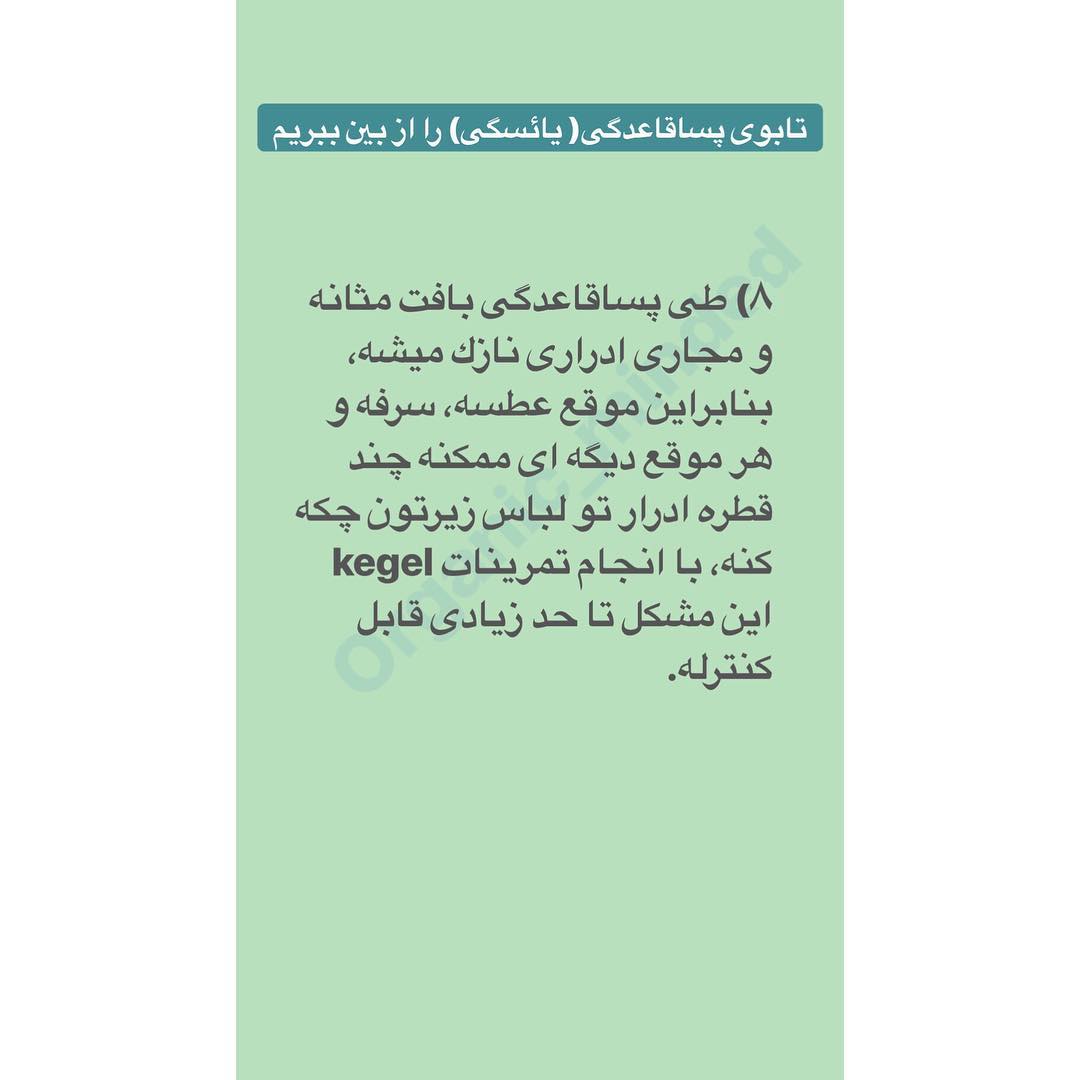 تابوی پساقاعدگی( یائسگی) را از بین ببریم
۸) طی پساقاعدگی بافت مثانه
و مجاری ادراری نازك میشه،
بنابراین موقع عطسه، سرفه و
هر موقع دیگه ای ممکنه چند
قطره ادرار تو لباس زیرتون چکه
کنه، با انجام تمرینات kegel
این مشکل تا حد زیادی قابل
کنترله.
Organic_minded